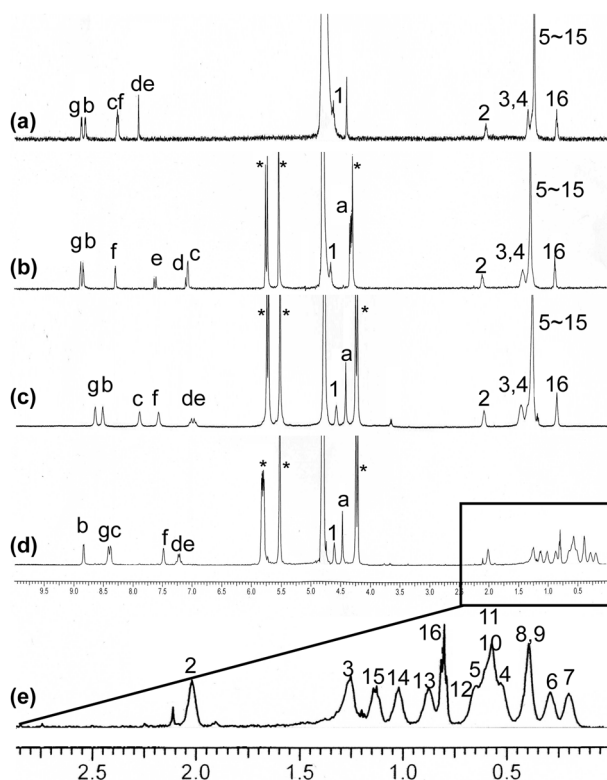 5~15
de
g b
c f
1
2
3,4
16
(a)
* * *
5~15
g b
f
e
d
c
1
a
2
3,4
16
(b)
* * *
5~15
g b
c
f
de
1
a
2
3,4
16
(c)
* * *
b
gc
f
de
1
a
(d)
9.5 9.0 8.5 8.0 7.5 7.0 6.5 6.0 5.5 5.0 4.5 4.0 3.5 3.0 2.5 2.0 1.5 1.0 0.5
11
16 10 8,9
2 3 15 14 13 12 5 4 6 7
(e)
2.5 2.0 1.5 1.0 0.5